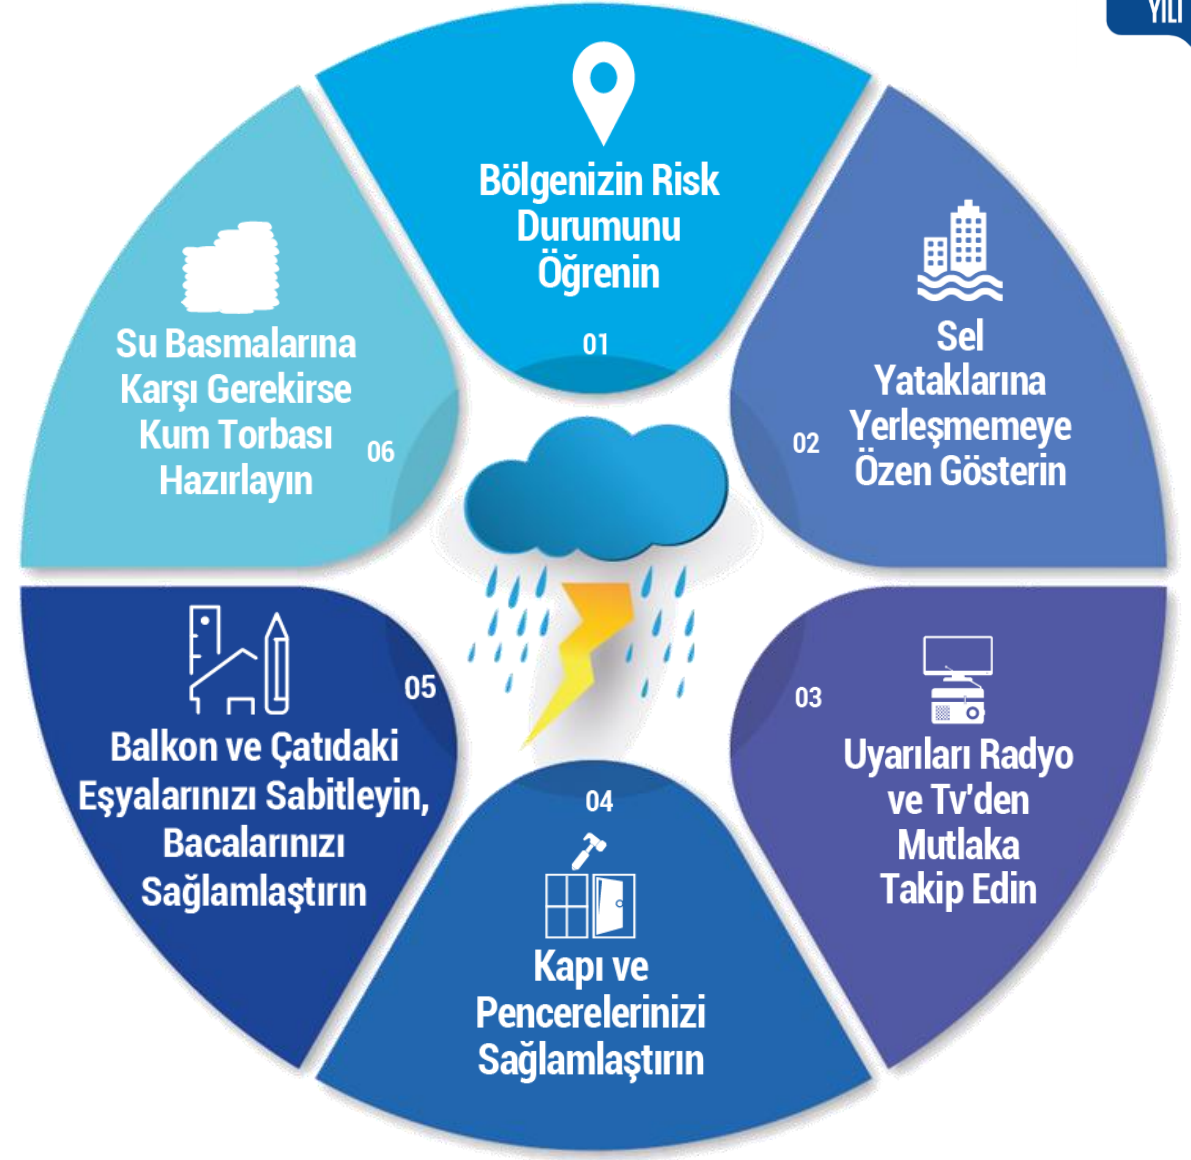 YILI
Bölgenizin Risk
Durumunu
Öğrenin
01
Sel
Yataklarına
Yerleşmemeye
Özen Gösterin
02
03
Uyarıları Radyo
ve Tv'den
Mutlaka
Takip Edin
04
Kapı ve
Pencerelerinizi
Sağlamlaştırın
05
Balkon ve Çatıdaki
Eşyalarınızı Sabitleyin,
Bacalarınızı
Sağlamlaştırın
Su Basmalarına
Karşı Gerekirse
Kum Torbası
Hazırlayın
06